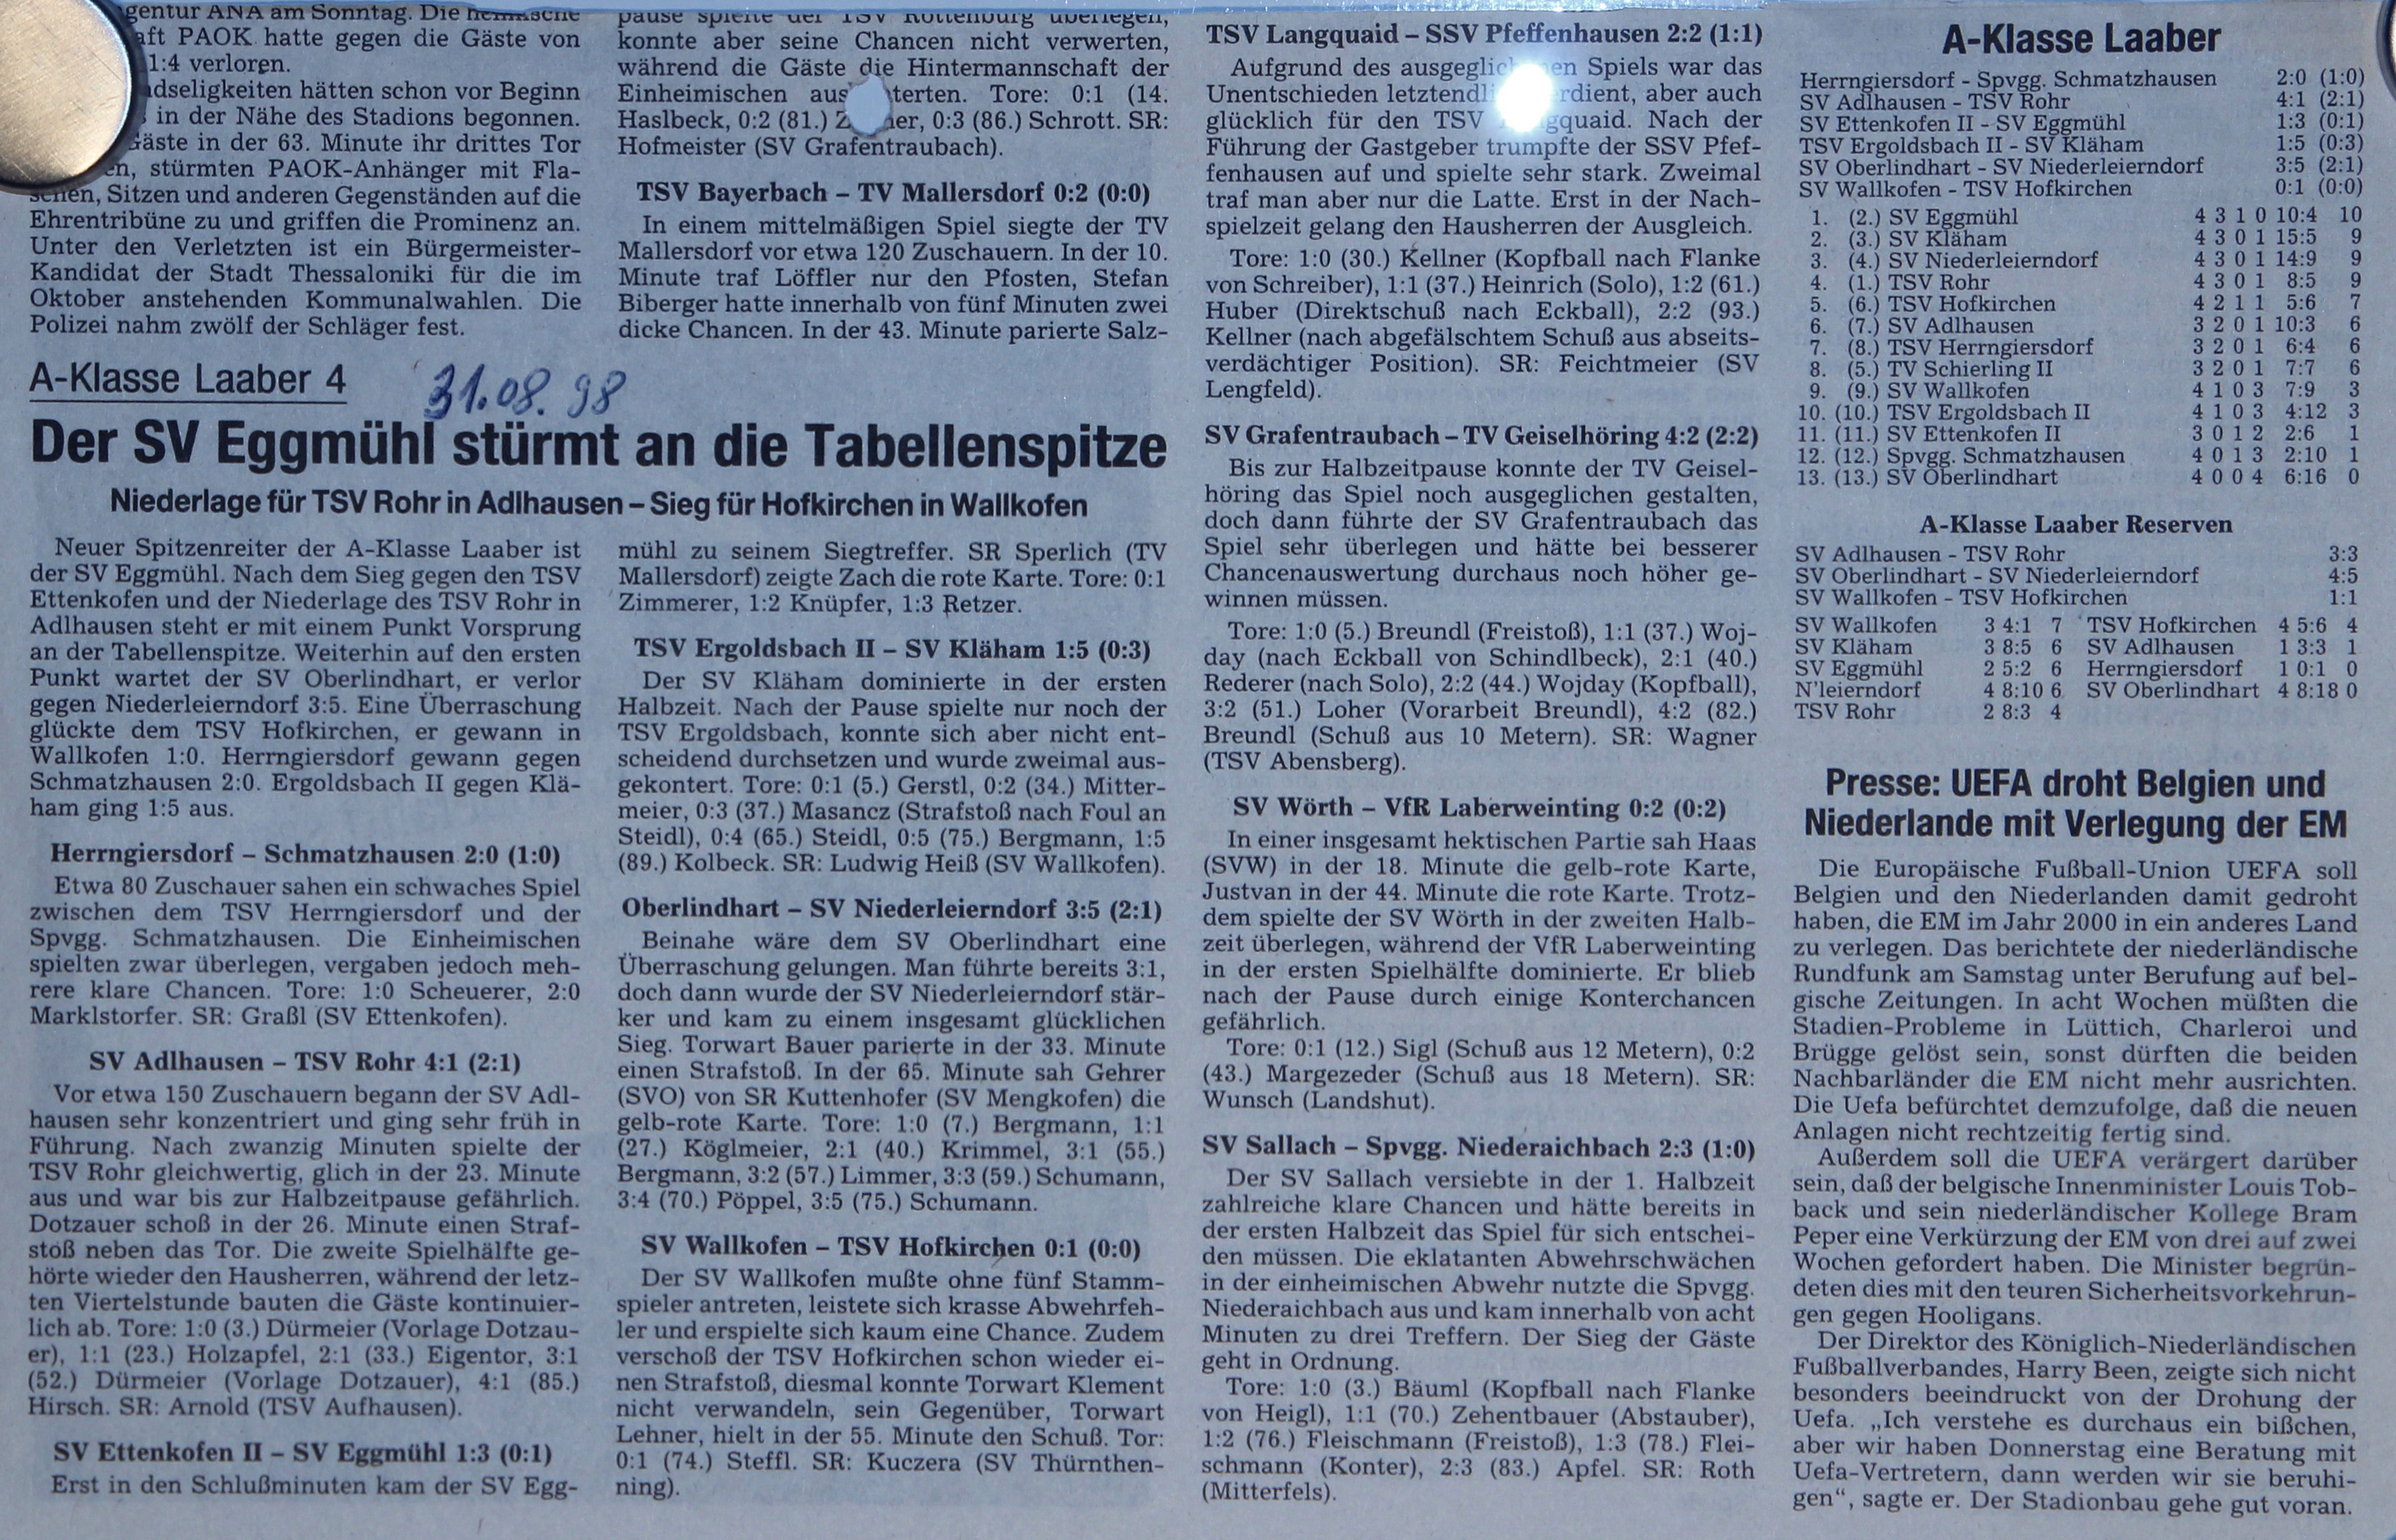 gentur ANA am Sonntag. Die
aft PAOK hatte gegen die Gäste von
1:4 verloren.
dseligkeiten hätten schon vor Beginn
in der Nähe des Stadions begonnen.
Gäste in der 63. Minute ihr drittes Tor
en, stürmten PAOK-Anhänger mit Fla-
schen, Sitzen und anderen Gegenständen auf die
Ehrentribüne zu und griffen die Prominenz an.
Unter den Verletzten ist ein Bürgermeister-
Kandidat der Stadt Thessaloniki für die im
Oktober anstehenden Kommunalwahlen. Die
Polizei nahm zwölf der Schläger fest.
pause spielte der TSV Rottenburg überlegen,
konnte aber seine Chancen nicht verwerten,
während die Gäste die Hintermannschaft der
Einheimischen aus terten. Tore: 0:1 (14.
Haslbeck, 0:2 (81.) 0:3 (86.) Schrott. SR:
Hofmeister (SV Grafentraubach).
TSV Bayerbach – TV Mallersdorf 0:2 (0:0)
In einem mittelmäßigen Spiel siegte der TV
Mallersdorf vor etwa 120 Zuschauern. In der 10.
Minute traf Löffler nur den Pfosten, Stefan
Biberger hatte innerhalb von fünf Minuten zwei
dicke Chancen. In der 43. Minute parierte Salz-
A-Klasse Laaber 4
31.08.98
Der SV Eggmühl stürmt an die Tabellenspitze
Niederlage für TSV Rohr in Adlhausen – Sieg für Hofkirchen in Wallkofen
Neuer Spitzenreiter der A-Klasse Laaber ist
der SV Eggmühl. Nach dem Sieg gegen den TSV
Ettenkofen und der Niederlage des TSV Rohr in
Adlhausen steht er mit einem Punkt Vorsprung
an der Tabellenspitze. Weiterhin auf den ersten
Punkt wartet der SV Oberlindhart, er verlor
gegen Niederleierndorf 3:5. Eine Überraschung
glückte dem TSV Hofkirchen, er gewann in
Wallkofen 1:0. Herrngiersdorf gewann gegen
Schmatzhausen 2:0. Ergoldsbach II gegen Klä-
ham ging 1:5 aus.
Herrngiersdorf – Schmatzhausen 2:0 (1:0)
Etwa 80 Zuschauer sahen ein schwaches Spiel
zwischen dem TSV Herrngiersdorf und der
Spvgg. Schmatzhausen. Die Einheimischen
spielten zwar überlegen, vergaben jedoch meh-
rere klare Chancen. Tore: 1:0 Scheuerer, 2:0
Marklstorfer. SR: Graßl (SV Ettenkofen).
SV Adlhausen – TSV Rohr 4:1 (2:1)
Vor etwa 150 Zuschauern begann der SV Adl-
hausen sehr konzentriert und ging sehr früh in
Führung. Nach zwanzig Minuten spielte der
TSV Rohr gleichwertig, glich in der 23. Minute
aus und war bis zur Halbzeitpause gefährlich.
Dotzauer schoß in der 26. Minute einen Straf-
stoß neben das Tor. Die zweite Spielhälfte ge-
hörte wieder den Hausherren, während der letz-
ten Viertelstunde bauten die Gäste kontinuier-
lich ab. Tore: 1:0 (3.) Dürmeier (Vorlage Dotzau-
er), 1:1 (23.) Holzapfel, 2:1 (33.) Eigentor, 3:1
(52.) Dürmeier (Vorlage Dotzauer), 4:1 (85.)
Hirsch. SR: Arnold (TSV Aufhausen).
SV Ettenkofen II – SV Eggmühl 1:3 (0:1)
Erst in den Schlußminuten kam der SV Egg-
mühl zu seinem Siegtreffer. SR Sperlich (TV
Mallersdorf) zeigte Zach die rote Karte. Tore: 0:1
Zimmerer, 1:2 Knüpfer, 1:3 Retzer.
TSV Ergoldsbach II – SV Kläham 1:5 (0:3)
Der SV Kläham dominierte in der ersten
Halbzeit. Nach der Pause spielte nur noch der
TSV Ergoldsbach, konnte sich aber nicht ent-
scheidend durchsetzen und wurde zweimal aus-
gekontert. Tore: 0:1 (5.) Gerstl, 0:2 (34.) Mitter-
meier, 0:3 (37.) Masancz (Strafstoß nach Foul an
Steidl), 0:4 (65.) Steidl, 0:5 (75.) Bergmann, 1:5
(89.) Kolbeck. SR: Ludwig Heiß (SV Wallkofen).
Oberlindhart – SV Niederleierndorf 3:5 (2:1)
Beinahe wäre dem SV Oberlindhart eine
Überraschung gelungen. Man führte bereits 3:1,
doch dann wurde der SV Niederleierndorf stär-
ker und kam zu einem insgesamt glücklichen
Sieg. Torwart Bauer parierte in der 33. Minute
einen Strafstoß. In der 65. Minute sah Gehrer
(SVO) von SR Kuttenhofer (SV Mengkofen) die
gelb-rote Karte. Tore: 1:0 (7.) Bergmann, 1:1
(27.) Köglmeier, 2:1 (40.) Krimmel, 3:1 (55.)
Bergmann, 3:2 (57.) Limmer, 3:3 (59.) Schumann,
3:4 (70.) Pöppel, 3:5 (75.) Schumann.
SV Wallkofen – TSV Hofkirchen 0:1 (0:0)
Der SV Wallkofen mußte ohne fünf Stamm-
spieler antreten, leistete sich krasse Abwehrfeh-
ler und erspielte sich kaum eine Chance. Zudem
verschoß der TSV Hofkirchen schon wieder ei-
nen Strafstoß, diesmal konnte Torwart Klement
nicht verwandeln, sein Gegenüber, Torwart
Lehner, hielt in der 55. Minute den Schuß. Tor:
0:1 (74.) Steffl. SR: Kuczera (SV Thürnthen-
ning).
TSV Langquaid – SSV Pfeffenhausen 2:2 (1:1)
Aufgrund des ausgeglic en Spiels war das
Unentschieden letztendli rdient, aber auch
glücklich für den TSV gquaid. Nach der
Führung der Gastgeber trumpfte der SSV Pfef-
fenhausen auf und spielte sehr stark. Zweimal
traf man aber nur die Latte. Erst in der Nach-
spielzeit gelang den Hausherren der Ausgleich.
Tore: 1:0 (30.) Kellner (Kopfball nach Flanke
von Schreiber), 1:1 (37.) Heinrich (Solo), 1:2 (61.)
Huber (Direktschuß nach Eckball), 2:2 (93.)
Kellner (nach abgefälschtem Schuß aus abseits-
verdächtiger Position). SR: Feichtmeier (SV
Lengfeld).
SV Grafentraubach – TV Geiselhöring 4:2 (2:2)
Bis zur Halbzeitpause konnte der TV Geisel-
höring das Spiel noch ausgeglichen gestalten,
doch dann führte der SV Grafentraubach das
Spiel sehr überlegen und hätte bei besserer
Chancenauswertung durchaus noch höher ge-
winnen müssen.
Tore: 1:0 (5.) Breundl (Freistoß), 1:1 (37.) Woj-
day (nach Eckball von Schindlbeck), 2:1 (40.)
Rederer (nach Solo), 2:2 (44.) Wojday (Kopfball),
3:2 (51.) Loher (Vorarbeit Breundl), 4:2 (82.)
Breundl (Schuß aus 10 Metern). SR: Wagner
(TSV Abensberg).
SV Wörth – VfR Laberweinting 0:2 (0:2)
In einer insgesamt hektischen Partie sah Haas
(SVW) in der 18. Minute die gelb-rote Karte,
Justvan in der 44. Minute die rote Karte. Trotz-
dem spielte der SV Wörth in der zweiten Halb-
zeit überlegen, während der VfR Laberweinting
in der ersten Spielhälfte dominierte. Er blieb
nach der Pause durch einige Konterchancen
gefährlich.
Tore: 0:1 (12.) Sigl (Schuß aus 12 Metern), 0:2
(43.) Margezeder (Schuß aus 18 Metern). SR:
Wunsch (Landshut).
SV Sallach – Spvgg. Niederaichbach 2:3 (1:0)
Der SV Sallach versiebte in der 1. Halbzeit
zahlreiche klare Chancen und hätte bereits in
der ersten Halbzeit das Spiel für sich entschei-
den müssen. Die eklatanten Abwehrschwächen
in der einheimischen Abwehr nutzte die Spvgg.
Niederaichbach aus und kam innerhalb von acht
Minuten zu drei Treffern. Der Sieg der Gäste
geht in Ordnung.
Tore: 1:0 (3.) Bäuml (Kopfball nach Flanke
von Heigl), 1:1 (70.) Zehentbauer (Abstauber),
1:2 (76.) Fleischmann (Freistoß), 1:3 (78.) Flei-
schmann (Konter), 2:3 (83.) Apfel. SR: Roth
(Mitterfels).
A-Klasse Laaber
Herrngiersdorf - Spvgg. Schmatzhausen 2:0 (1:0)
SV Adlhausen - TSV Rohr 4:1 (2:1)
SV Ettenkofen II - SV Eggmühl 1:3 (0:1)
TSV Ergoldsbach II - SV Kläham 1:5 (0:3)
SV Oberlindhart - SV Niederleierndorf 3:5 (2:1)
SV Wallkofen - TSV Hofkirchen 0:1 (0:0)
1. (2.) SV Eggmühl 4 3 1 0 10:4 10
2. (3.) SV Kläham 4 3 0 1 15:5 9
3. (4.) SV Niederleierndorf 4 3 0 1 14:9 9
4. (1.) TSV Rohr 4 3 0 1 8:5 9
5. (6.) TSV Hofkirchen 4 2 1 1 5:6 7
6. (7.) SV Adlhausen 3 2 0 1 10:3 6
7. (8.) TSV Herrngiersdorf 3 2 0 1 6:4 6
8. (5.) TV Schierling II 3 2 0 1 7:7 6
9. (9.) SV Wallkofen 4 1 0 3 7:9 3
10. (10.) TSV Ergoldsbach II 4 1 0 3 4:12 3
11. (11.) SV Ettenkofen II 3 0 1 2 2:6 1
12. (12.) Spvgg. Schmatzhausen 4 0 1 3 2:10 1
13. (13.) SV Oberlindhart 4 0 0 4 6:16 0
A-Klasse Laaber Reserven
SV Adlhausen - TSV Rohr 3:3
SV Oberlindhart - SV Niederleierndorf 4:5
SV Wallkofen - TSV Hofkirchen 1:1
SV Wallkofen 3 4:1 7 TSV Hofkirchen 4 5:6 4
SV Kläham 3 8:5 6 SV Adlhausen 1 3:3 1
SV Eggmühl 2 5:2 6 Herrngiersdorf 1 0:1 0
N'leierndorf 4 8:10 6 SV Oberlindhart 4 8:18 0
TSV Rohr 2 8:3 4
Presse: UEFA droht Belgien und
Niederlande mit Verlegung der EM
Die Europäische Fußball-Union UEFA soll
Belgien und den Niederlanden damit gedroht
haben, die EM im Jahr 2000 in ein anderes Land
zu verlegen. Das berichtete der niederländische
Rundfunk am Samstag unter Berufung auf bel-
gische Zeitungen. In acht Wochen müßten die
Stadien-Probleme in Lüttich, Charleroi und
Brügge gelöst sein, sonst dürften die beiden
Nachbarländer die EM nicht mehr ausrichten.
Die Uefa befürchtet demzufolge, daß die neuen
Anlagen nicht rechtzeitig fertig sind.
Außerdem soll die UEFA verärgert darüber
sein, daß der belgische Innenminister Louis Tob-
back und sein niederländischer Kollege Bram
Peper eine Verkürzung der EM von drei auf zwei
Wochen gefordert haben. Die Minister begrün-
deten dies mit den teuren Sicherheitsvorkehrun-
gen gegen Hooligans.
Der Direktor des Königlich-Niederländischen
Fußballverbandes, Harry Been, zeigte sich nicht
besonders beeindruckt von der Drohung der
Uefa. „Ich verstehe es durchaus ein bißchen,
aber wir haben Donnerstag eine Beratung mit
Uefa-Vertretern, dann werden wir sie beruhi-
gen“, sagte er. Der Stadionbau gehe gut voran.